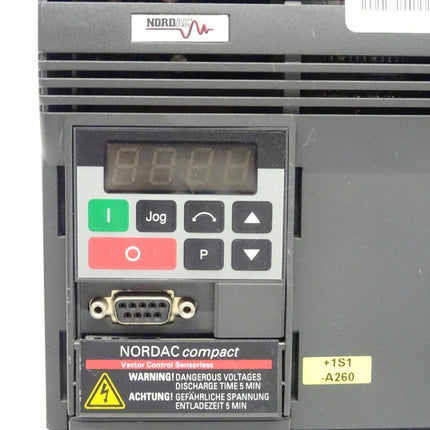 NORDAC
I
Jog
O
P
NORDAC compact
Vector Control Sensorless
WARNING! DANGEROUS VOLTAGES
DISCHARGE TIME 5 MIN
ACHTUNG! GEFÄHRLICHE SPANNUNG
ENTLADEZEIT 5 MIN
+1S1
-A260